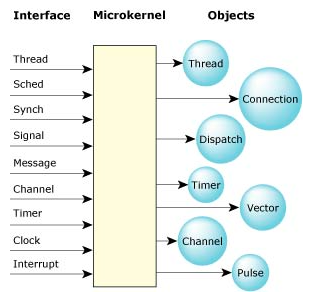 Interface Microkernel Objects
Thread
Sched
Synch
Signal
Message
Channel
Timer
Clock
Interrupt
Thread
Connection
Dispatch
Timer
Vector
Channel
Pulse